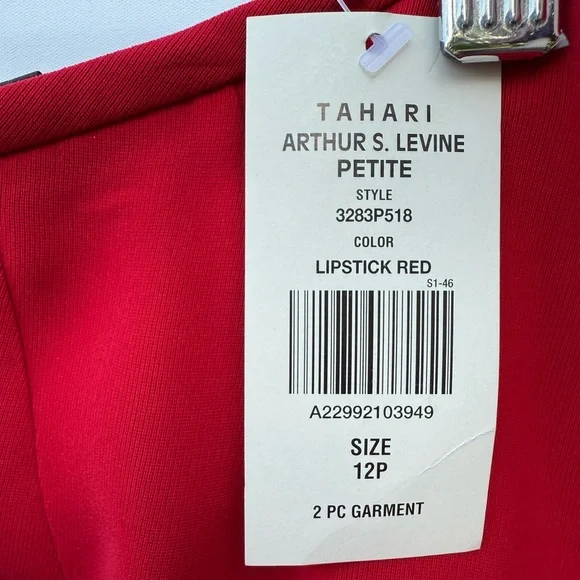 TAHARI
ARTHUR S. LEVINE
PETITE
STYLE
3283P518
COLOR
LIPSTICK RED
S1-46
A22992103949
SIZE
12P
2 PC GARMENT